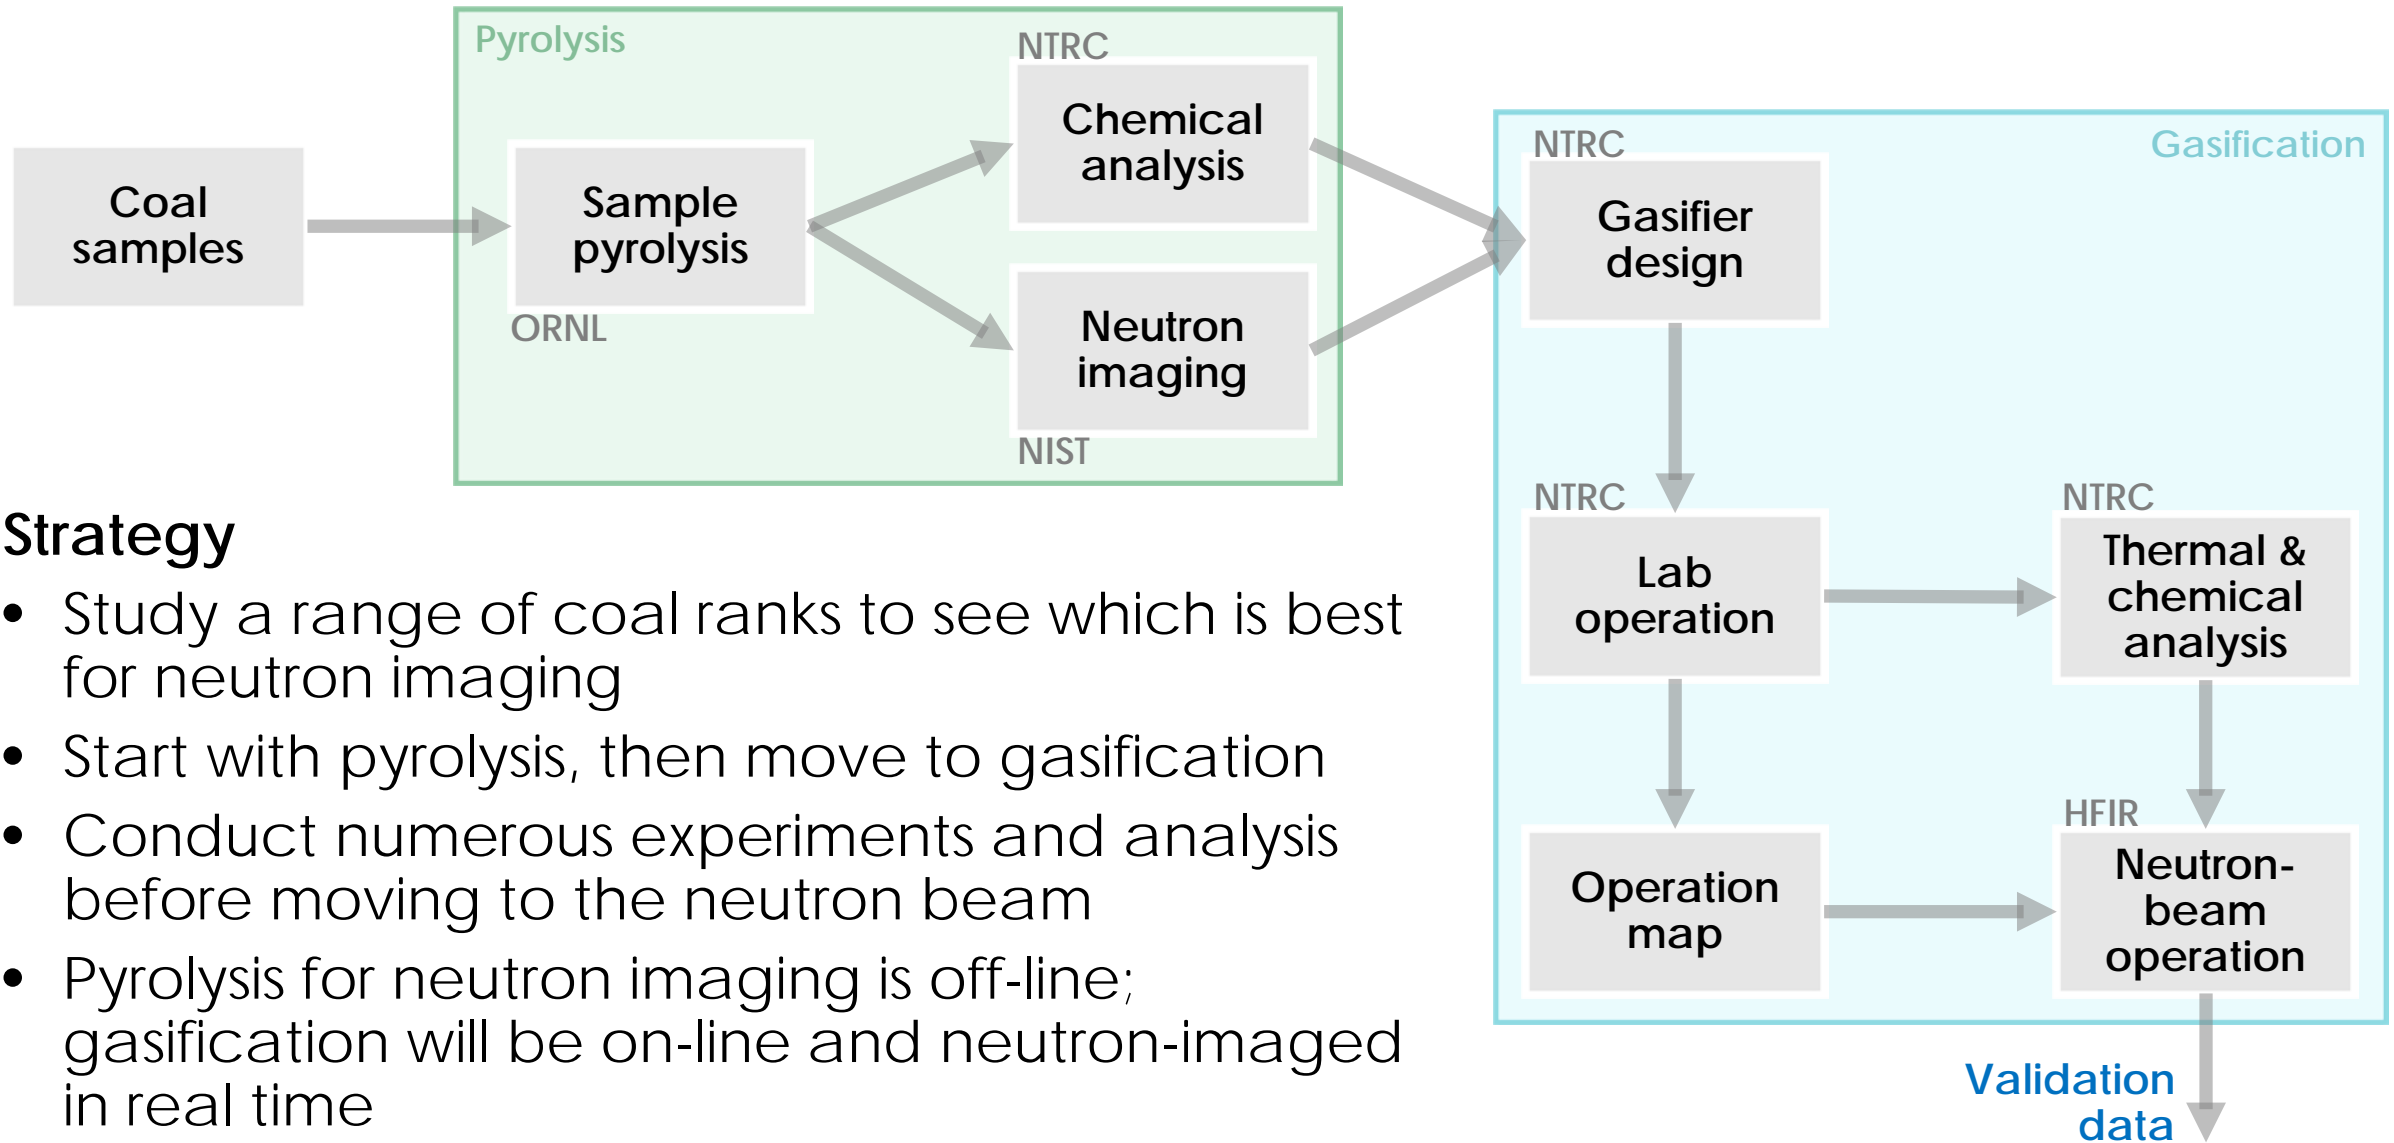 Pyrolysis
NTRC
Chemical
analysis
Coal
samples
Sample
pyrolysis
ORNL
Neutron
imaging
NIST
Gasification
NTRC
Gasifier
design
NTRC
Lab
operation
NTRC
Thermal &
chemical
analysis
Operation
map
HFIR
Neutron-
beam
operation
Validation
data
Strategy
• Study a range of coal ranks to see which is best
for neutron imaging
• Start with pyrolysis, then move to gasification
• Conduct numerous experiments and analysis
before moving to the neutron beam
• Pyrolysis for neutron imaging is off-line;
gasification will be on-line and neutron-imaged
in real time